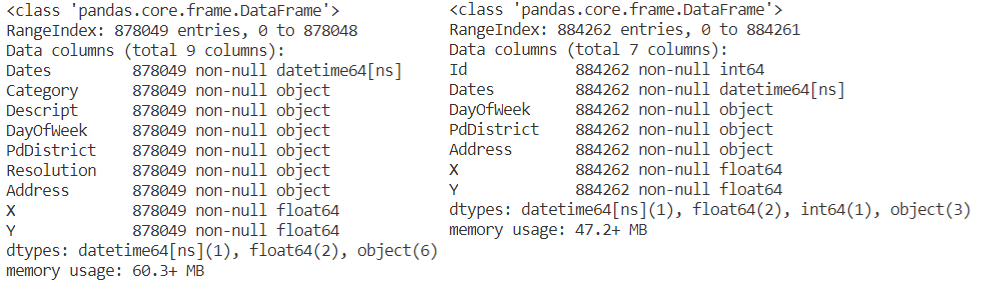 <class 'pandas.core.frame.DataFrame'>
RangeIndex: 878049 entries, 0 to 878048
Data columns (total 9 columns):
Dates         878049 non-null datetime64[ns]
Category      878049 non-null object
Descript      878049 non-null object
DayOfWeek     878049 non-null object
PdDistrict    878049 non-null object
Resolution    878049 non-null object
Address       878049 non-null object
X             878049 non-null float64
Y             878049 non-null float64
dtypes: datetime64[ns](1), float64(2), object(6)
memory usage: 60.3+ MB
<class 'pandas.core.frame.DataFrame'>
RangeIndex: 884262 entries, 0 to 884261
Data columns (total 7 columns):
Id            884262 non-null int64
Dates         884262 non-null datetime64[ns]
DayOfWeek     884262 non-null object
PdDistrict    884262 non-null object
Address       884262 non-null object
X             884262 non-null float64
Y             884262 non-null float64
dtypes: datetime64[ns](1), float64(2), int64(1), object(3)
memory usage: 47.2+ MB